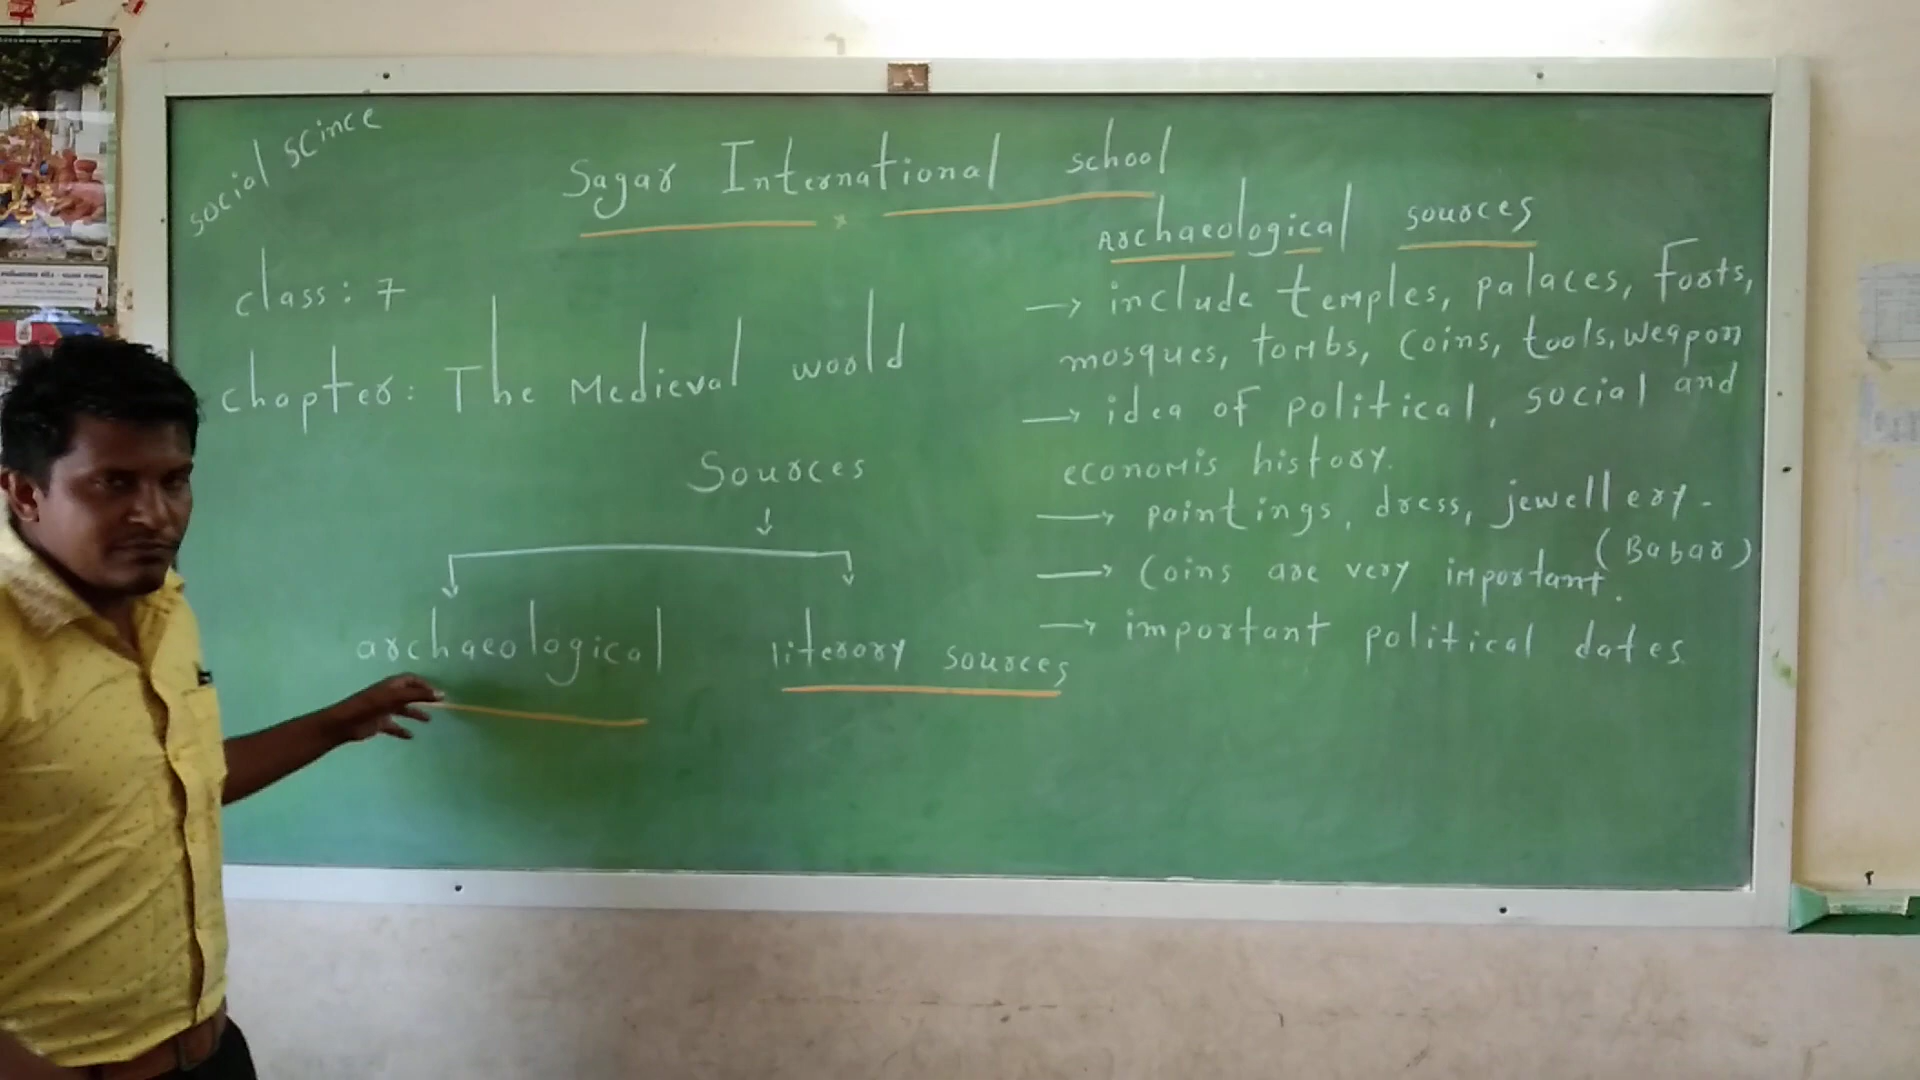 social scince
Sagar International school
class: 7
chapter: The Medieval world
Sources
archaeological
literory sources
Archaeological sources
→ include temples, palaces, Forts,
mosques, tombs, coins, tools, weapon
→ idea of political, social and
economis history.
→ paintings, dress, jewellery.
(Babar)
→ Coins are very important.
→ important political dates